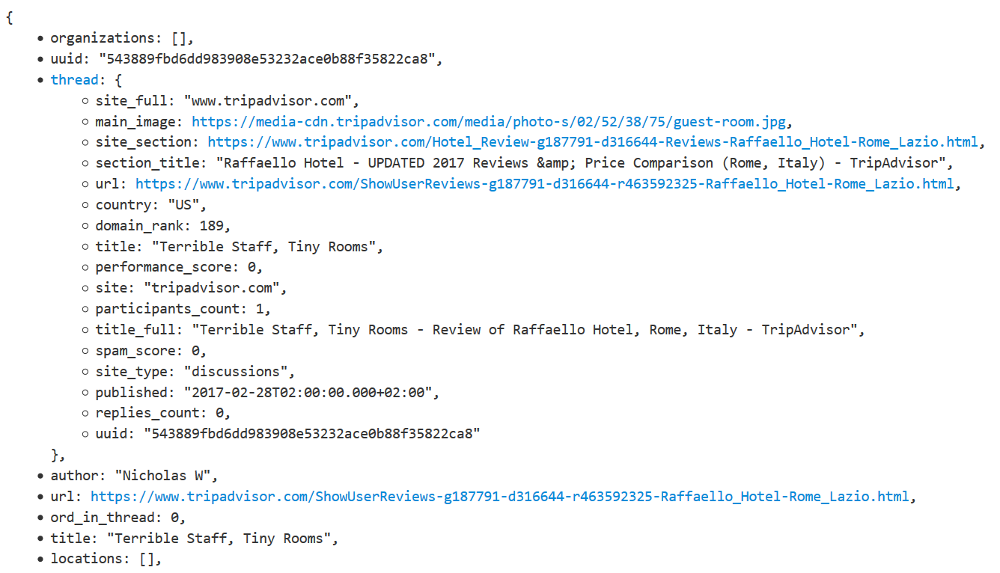 {
organizations: [],
uuid: "543889fbd6dd983908e53232ace0b88f35822ca8",
thread: {
site_full: "www.tripadvisor.com",
main_image: https://media-cdn.tripadvisor.com/media/photo-s/02/52/38/75/guest-room.jpg,
site_section: https://www.tripadvisor.com/Hotel_Review-g187791-d316644-Reviews-Raffaello_Hotel-Rome_Lazio.html,
section_title: "Raffaello Hotel - UPDATED 2017 Reviews &amp; Price Comparison (Rome, Italy) - TripAdvisor",
url: https://www.tripadvisor.com/ShowUserReviews-g187791-d316644-r463592325-Raffaello_Hotel-Rome_Lazio.html,
country: "US",
domain_rank: 189,
title: "Terrible Staff, Tiny Rooms",
performance_score: 0,
site: "tripadvisor.com",
participants_count: 1,
title_full: "Terrible Staff, Tiny Rooms - Review of Raffaello Hotel, Rome, Italy - TripAdvisor",
spam_score: 0,
site_type: "discussions",
published: "2017-02-28T02:00:00.000+02:00",
replies_count: 0,
uuid: "543889fbd6dd983908e53232ace0b88f35822ca8"
},
author: "Nicholas W",
url: https://www.tripadvisor.com/ShowUserReviews-g187791-d316644-r463592325-Raffaello_Hotel-Rome_Lazio.html,
ord_in_thread: 0,
title: "Terrible Staff, Tiny Rooms",
locations: [],